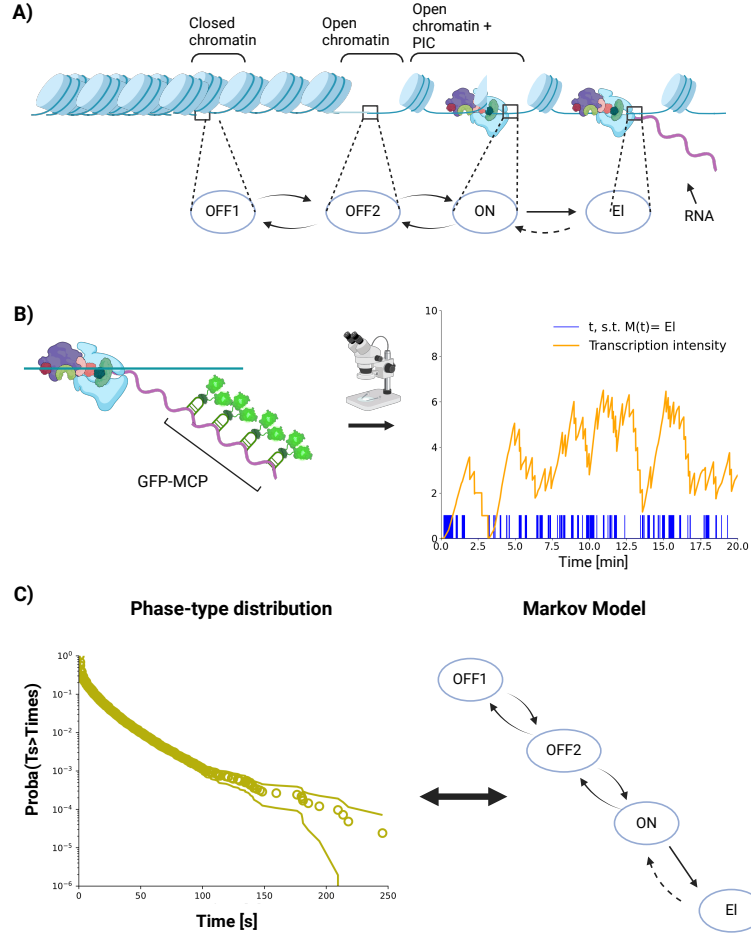 A)
Closed
chromatin
Open
chromatin
Open
chromatin +
PIC
OFF1
OFF2
ON
EI
RNA
B)
GFP-MCP
10
8
6
4
2
0
t, s.t. M(t)= EI
Transcription intensity
0.0 2.5 5.0 7.5 10.0 12.5 15.0 17.5 20.0
Time [min]
C)
Phase-type distribution
Markov Model
Proba(Ts>Times)
10⁰
10⁻¹
10⁻²
10⁻³
10⁻⁴
10⁻⁵
10⁻⁶
0 50 100 150 200 250
Time [s]
OFF1
OFF2
ON
EI